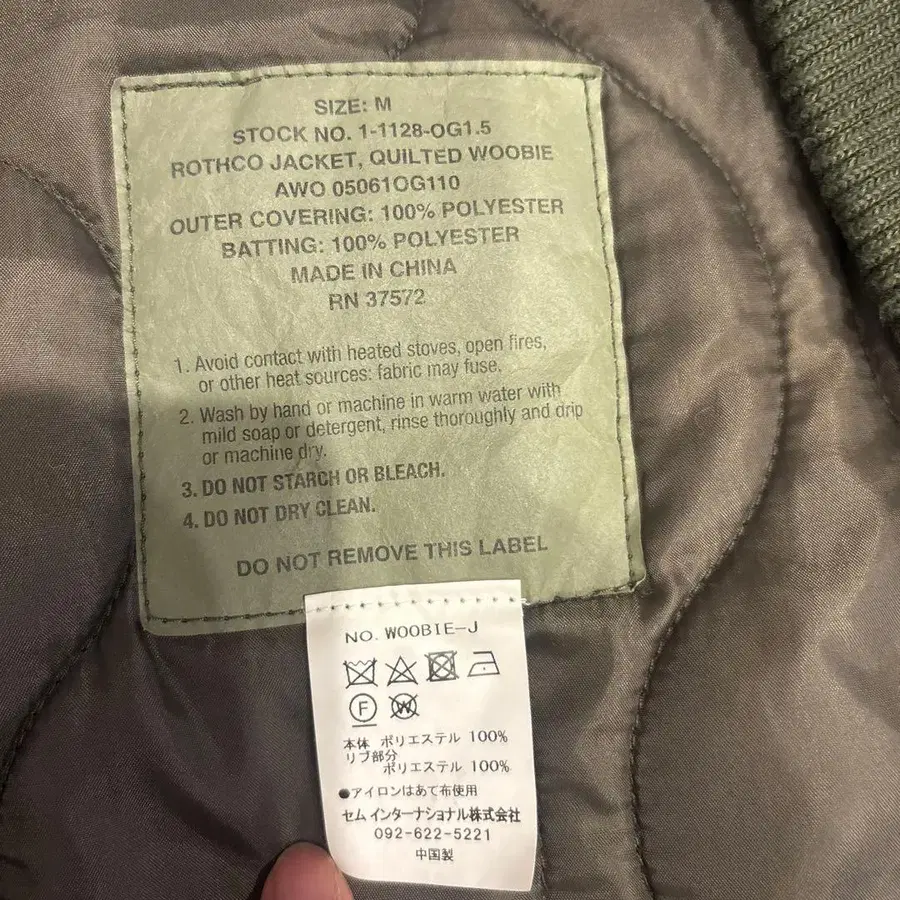 SIZE: M
STOCK NO. 1-1128-OG1.5
ROTHCO JACKET, QUILTED WOOBIE
AWO 05061OG110
OUTER COVERING: 100% POLYESTER
BATTING: 100% POLYESTER
MADE IN CHINA
RN 37572
1. Avoid contact with heated stoves, open fires,
or other heat sources: fabric may fuse.
2. Wash by hand or machine in warm water with
mild soap or detergent, rinse thoroughly and drip
or machine dry.
3. DO NOT STARCH OR BLEACH.
4. DO NOT DRY CLEAN.
DO NOT REMOVE THIS LABEL
NO. WOOBIE-J
F W
本体 ポリエステル 100%
リブ部分
ポリエステル 100%
●アイロンはあて布使用
セムインターナショナル株式会社
092-622-5221
中国製